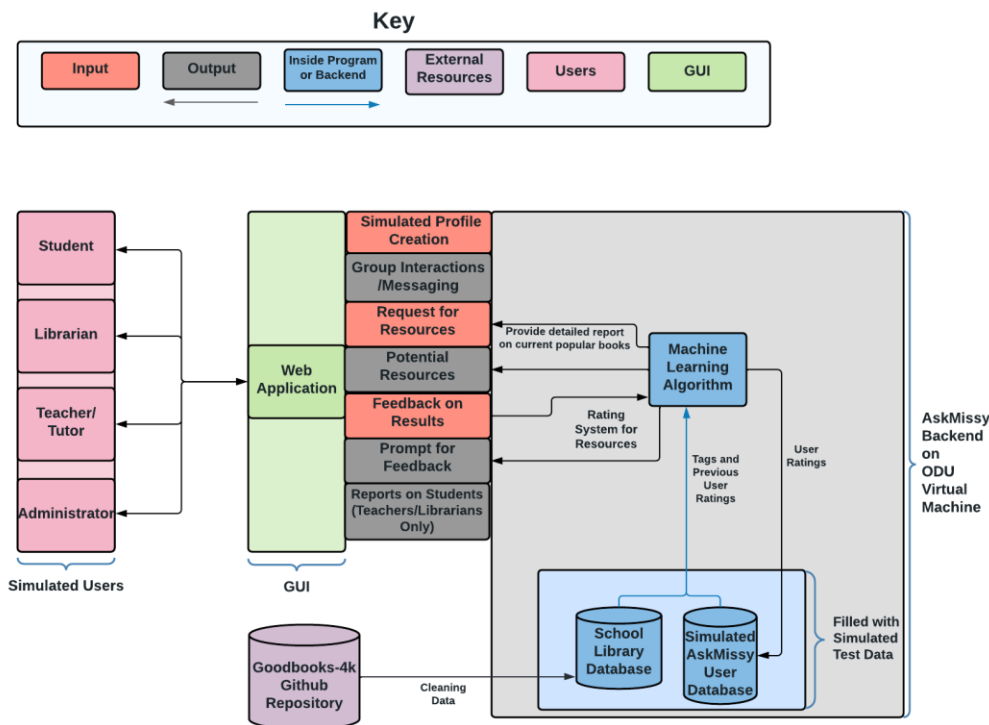 Key
Input
Output
Inside Program
or Backend
External
Resources
Users
GUI
Student
Librarian
Teacher/
Tutor
Administrator
Simulated Users
Web
Application
GUI
Simulated Profile
Creation
Group Interactions
/Messaging
Request for
Resources
Potential
Resources
Feedback on
Results
Prompt for
Feedback
Reports on Students
(Teachers/Librarians
Only)
Provide detailed report
on current popular books
Machine
Learning
Algorithm
Rating
System for
Resources
Tags and
Previous
User
Ratings
User
Ratings
AskMissy
Backend
on
ODU
Virtual
Machine
School
Library
Database
Simulated
AskMissy
User
Database
Filled with
Simulated
Test Data
Goodbooks-4k
Github
Repository
Cleaning
Data